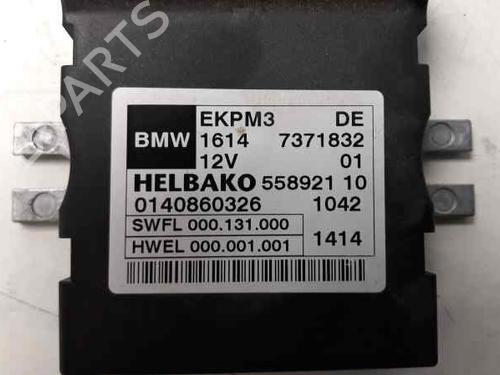 EKPM3 DE
BMW 1614 7371832
12V 01
HELBAKO 558921 10
0140860326 1042
SWFL 000.131.000
HWEL 000.001.001 1414